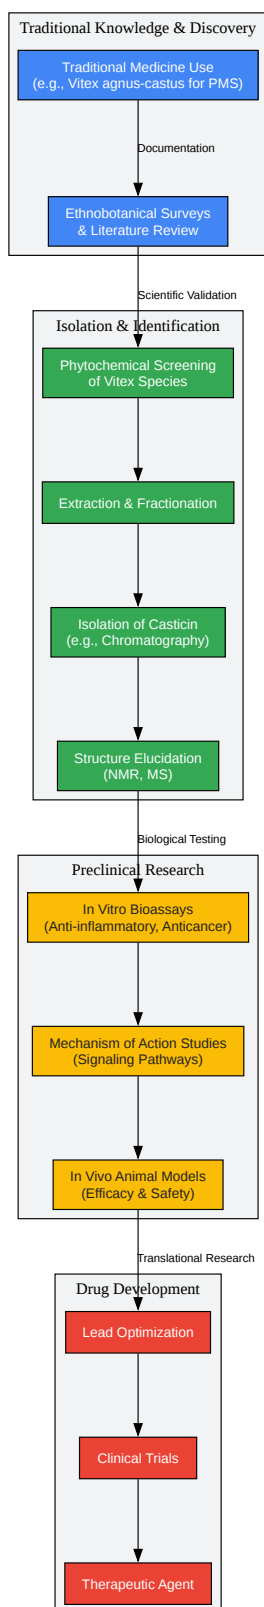 Traditional Knowledge & Discovery
Traditional Medicine Use
(e.g., Vitex agnus-castus for PMS)
Documentation
Ethnobotanical Surveys
& Literature Review
Scientific Validation
Isolation & Identification
Phytochemical Screening
of Vitex Species
Extraction & Fractionation
Isolation of Casticin
(e.g., Chromatography)
Structure Elucidation
(NMR, MS)
Biological Testing
Preclinical Research
In Vitro Bioassays
(Anti-inflammatory, Anticancer)
Mechanism of Action Studies
(Signaling Pathways)
In Vivo Animal Models
(Efficacy & Safety)
Translational Research
Drug Development
Lead Optimization
Clinical Trials
Therapeutic Agent